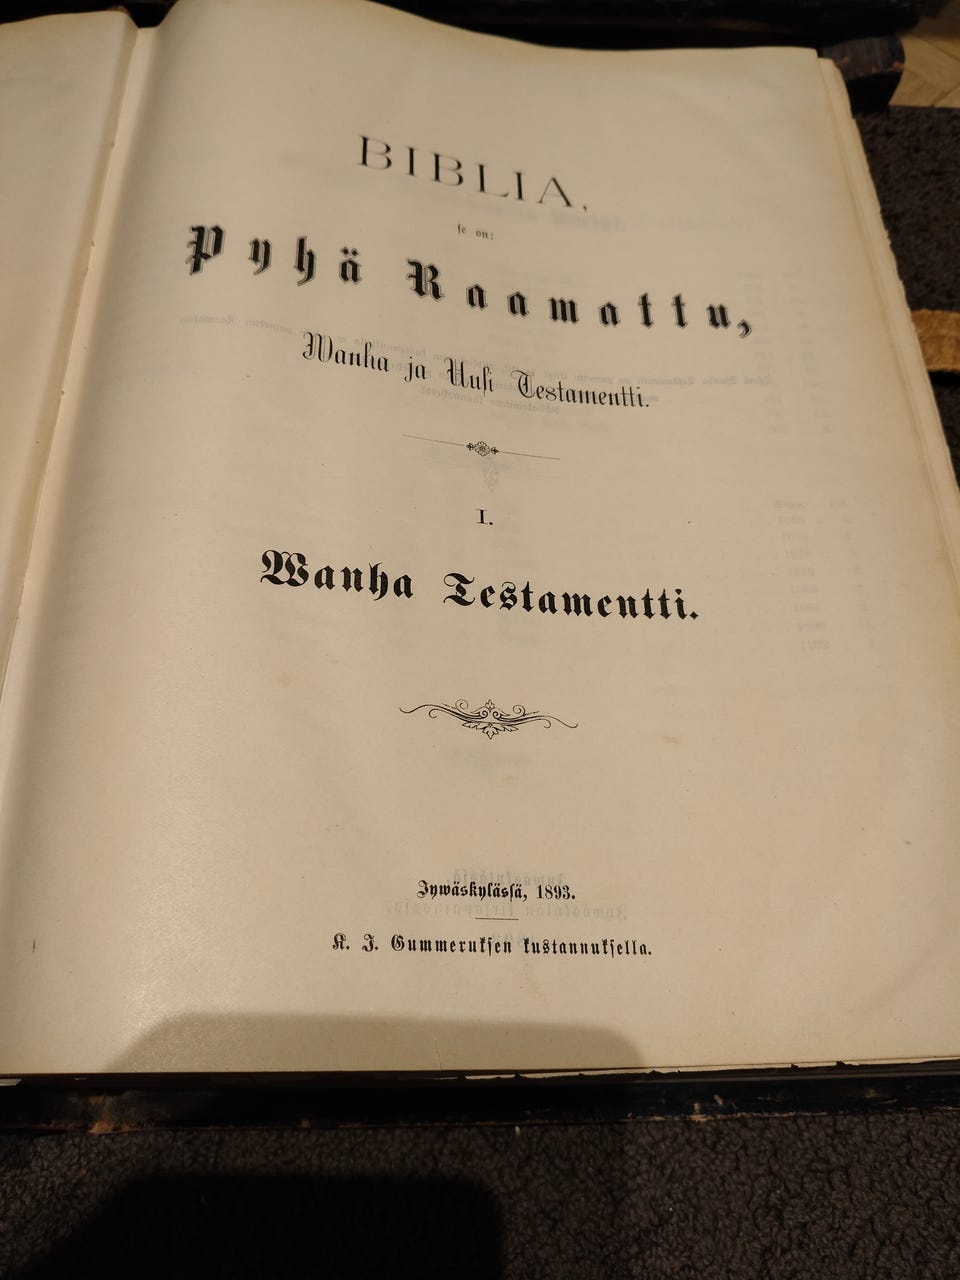 BIBLIA,
se on:
Pyhä Raamattu,
Wanha ja Uusi Testamentti.
I.
Wanha Testamentti.
Jywäskylässä, 1893.
K. J. Gummeruksen kustannuksella.